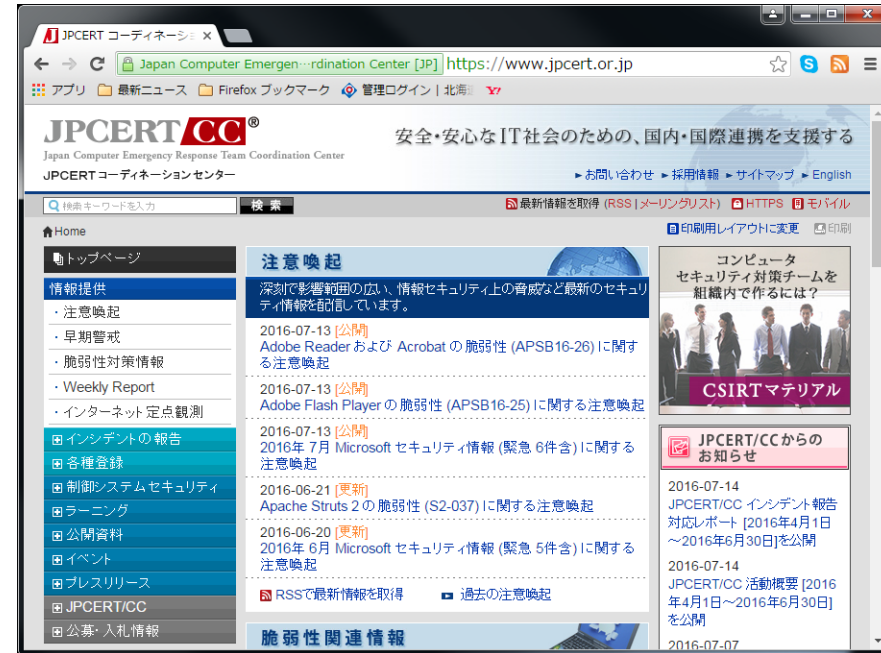 JPCERT コーディネーシ
Japan Computer Emergen…rdination Center [JP] https://www.jpcert.or.jp
アプリ 最新ニュース Firefox ブックマーク 管理ログイン | 北海
JPCERT CC ®
Japan Computer Emergency Response Team Coordination Center
JPCERT コーディネーションセンター
安全・安心なIT社会のための、国内・国際連携を支援する
お問い合わせ 採用情報 サイトマップ English
検索キーワードを入力 検索
最新情報を取得 (RSS | メーリングリスト) HTTPS モバイル
Home
印刷用レイアウトに変更 印刷
トップページ
情報提供
・注意喚起
・早期警戒
・脆弱性対策情報
・Weekly Report
・インターネット定点観測
インシデントの報告
各種登録
制御システムセキュリティ
ラーニング
公開資料
イベント
プレスリリース
JPCERT/CC
公募・入札情報
注意喚起
深刻で影響範囲の広い、情報セキュリティ上の脅威など最新のセキュリ
ティ情報を配信しています。
2016-07-13 [公開]
Adobe Reader および Acrobat の脆弱性 (APSB16-26) に関す
る注意喚起
2016-07-13 [公開]
Adobe Flash Player の脆弱性 (APSB16-25) に関する注意喚起
2016-07-13 [公開]
2016年 7月 Microsoft セキュリティ情報 (緊急 6件含) に関する
注意喚起
2016-06-21 [更新]
Apache Struts 2 の脆弱性 (S2-037) に関する注意喚起
2016-06-20 [更新]
2016年 6月 Microsoft セキュリティ情報 (緊急 5件含) に関する
注意喚起
RSSで最新情報を取得 過去の注意喚起
脆弱性関連情報
コンピュータ
セキュリティ対策チームを
組織内で作るには？
CSIRTマテリアル
JPCERT/CCからの
お知らせ
2016-07-14
JPCERT/CC インシデント報告
対応レポート [2016年4月1日
～2016年6月30日]を公開
2016-07-14
JPCERT/CC 活動概要 [2016
年4月1日～2016年6月30日]
を公開
2016-07-07